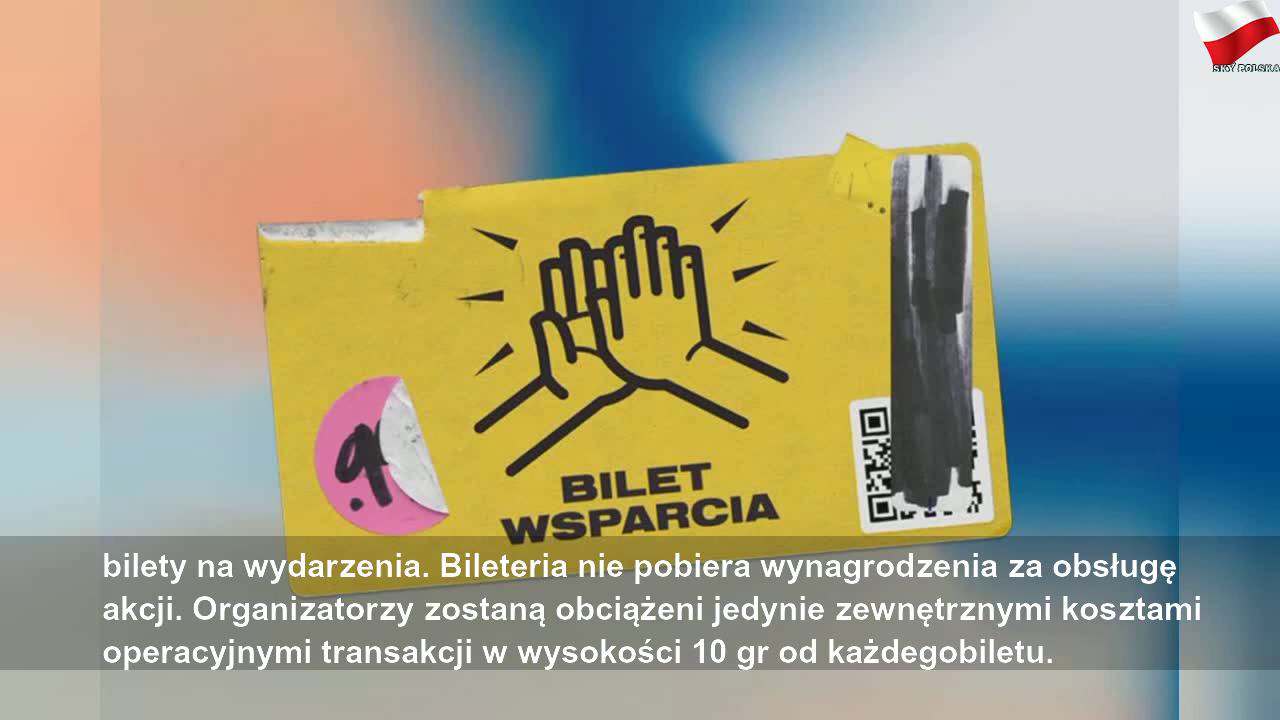 SKY POLSKA
9.
BILET
WSPARCIA
bilety na wydarzenia. Bileteria nie pobiera wynagrodzenia za obsługę
akcji. Organizatorzy zostaną obciążeni jedynie zewnętrznymi kosztami
operacyjnymi transakcji w wysokości 10 gr od każdegobiletu.